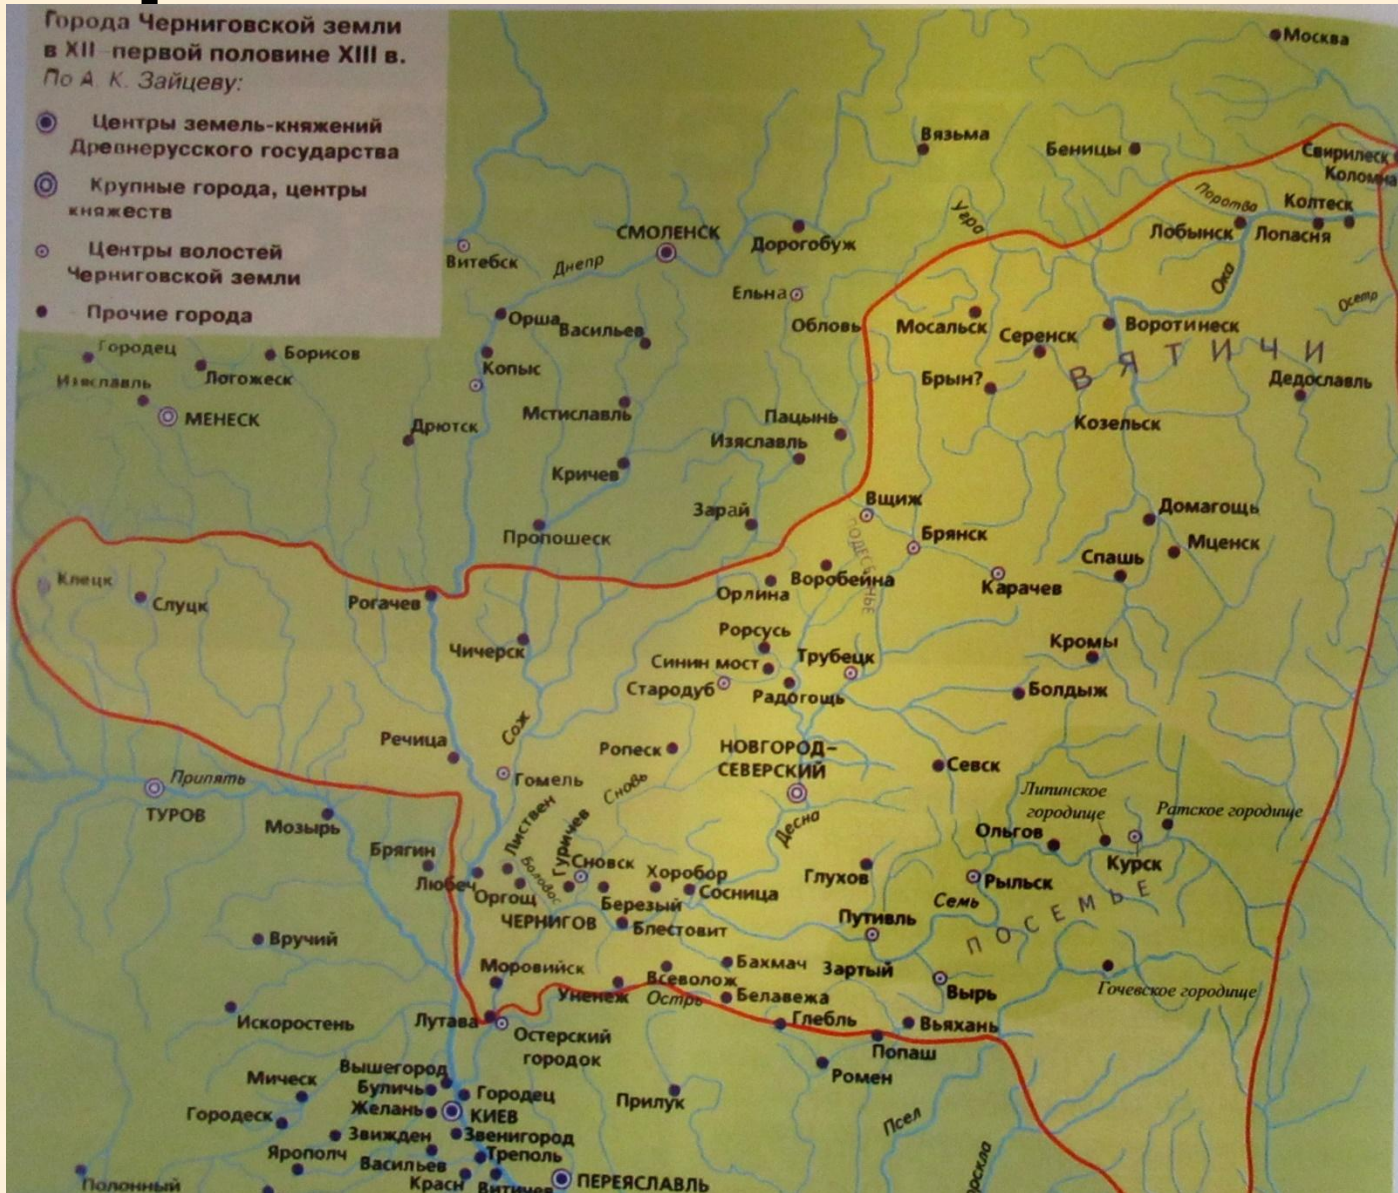 Города Черниговской земли
в XII первой половине XIII в.
По А. К. Зайцеву:
Центры земель-княжений
Древнерусского государства
Крупные города, центры
княжеств
Центры волостей
Черниговской земли
Прочие города
Москва
Вязьма
Беницы
Свирилеск
Коломна
Поротва
Колтеск
Угра
Лобынск
Лопасня
СМОЛЕНСК
Дорогобуж
Витебск
Днепр
Ельна
Ока
Осетр
Орша
Васильев
Обловь
Мосальск
Серенск
Воротинеск
ВЯТИЧИ
Городец
Борисов
Логожеск
Изяславль
МЕНЕСК
Копыс
Брын?
Дедославль
Дрютск
Мстиславль
Пацынь
Изяславль
Козельск
Кричев
Зарай
Вщиж
Домагощь
Пропошеск
Брянск
Мценск
ПОДЕСЕНЬЕ
Спашь
Клецк
Слуцк
Рогачев
Орлина
Воробейна
Карачев
Чичерск
Рорсусь
Синин мост
Трубецк
Кромы
Стародуб
Радогощь
Болдыж
Речица
Сож
Ропеск
НОВГОРОД-
СЕВЕРСКИЙ
Севск
Припять
ТУРОВ
Гомель
Сновь
Липинское
городище
Ратское городище
Мозырь
Листвен
Гуричев
Десна
Ольгов
Курск
Брягин
Любеч
Сновск
Хоробор
Глухов
Рыльск
Оргощ
Березый
Сосница
Семь
ПОСЕМЬЕ
ЧЕРНИГОВ
Блестовит
Путивль
Вручий
Моровийск
Всеволож
Бахмач
Зартый
Вырь
Гочевское городище
Уненеж
Остръ
Белавежа
Искоростень
Лутава
Остерский
городок
Глебль
Вьяхань
Попаш
Вышегород
Ромен
Мическ
Буличь
Городец
Прилук
Городеск
Желань
КИЕВ
Псел
Звижден
Звенигород
Ярополч
Васильев
Треполь
Полонный
Красн
Витичев
ПЕРЕЯСЛАВЛЬ